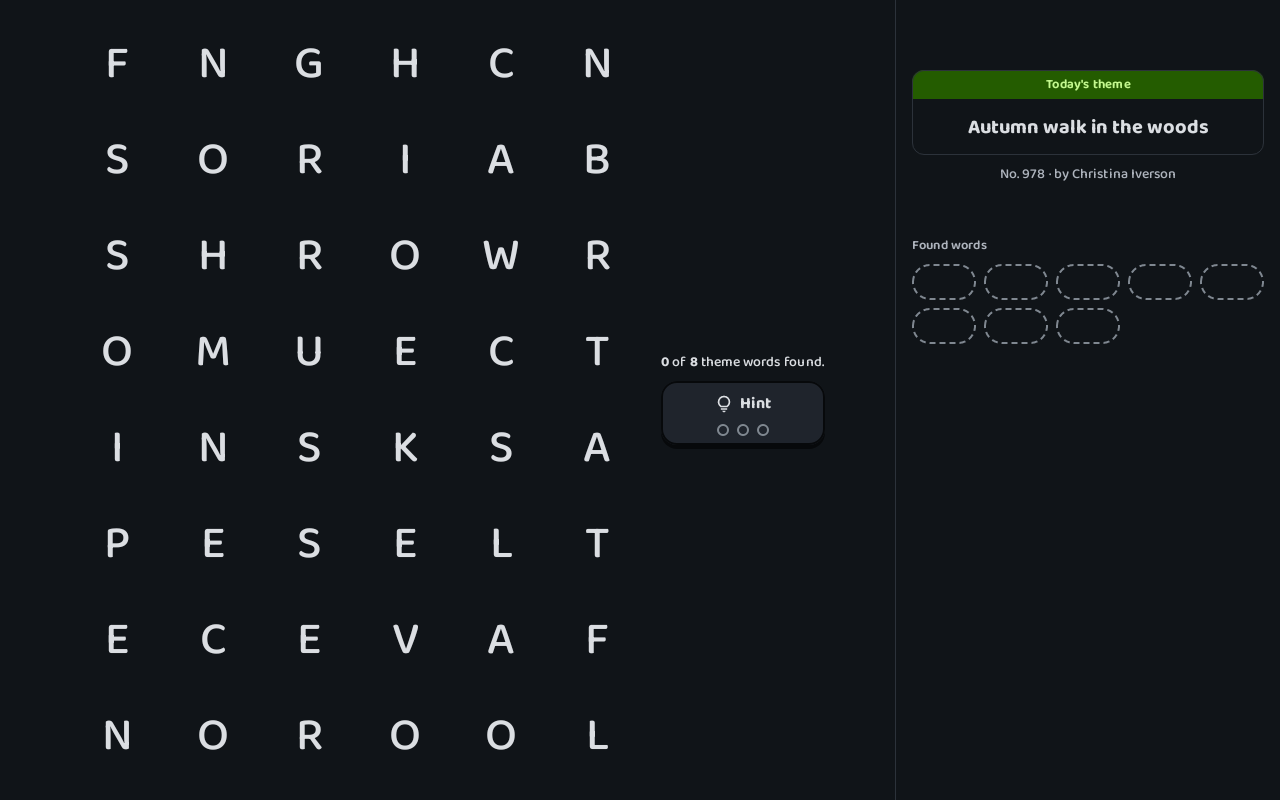 F N G H C N
S O R I A B
S H R O W R
O M U E C T
I N S K S A
P E S E L T
E C E V A F
N O R O O L
0 of 8 theme words found.
Hint
Today's theme
Autumn walk in the woods
No. 978 · by Christina Iverson
Found words